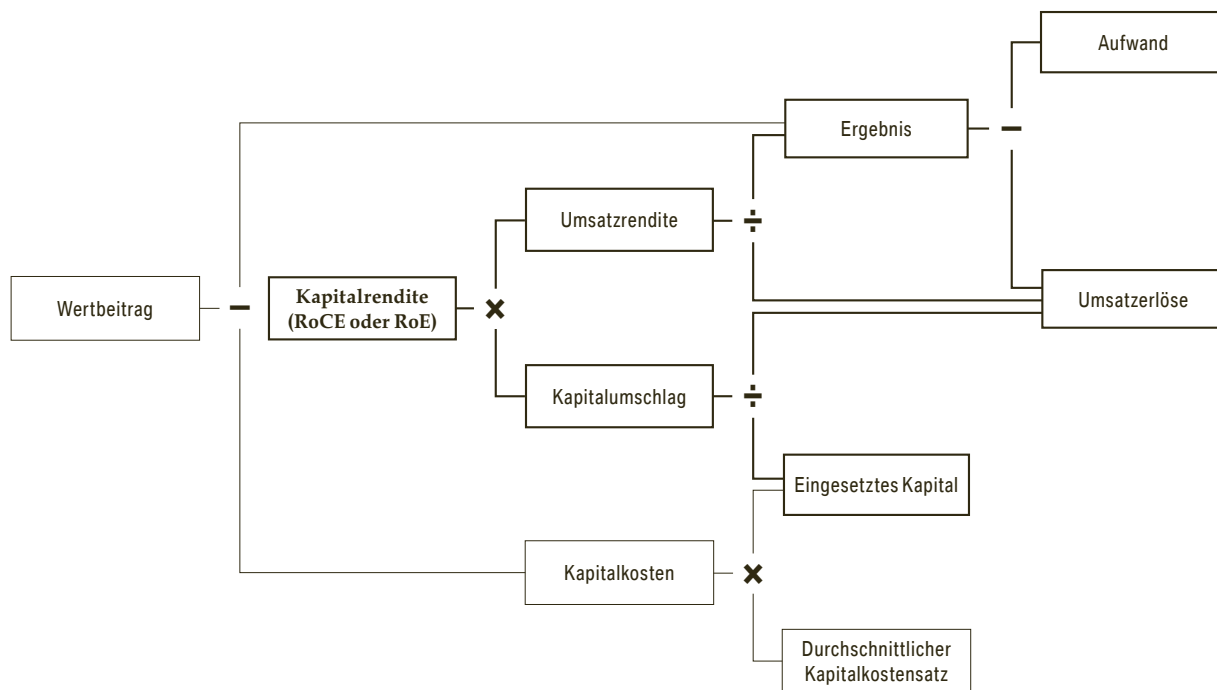 Aufwand
Ergebnis
Umsatzrendite
Wertbeitrag
Kapitalrendite
(RoCE oder RoE)
Umsatzerlöse
Kapitalumschlag
Eingesetztes Kapital
Kapitalkosten
Durchschnittlicher
Kapitalkostensatz